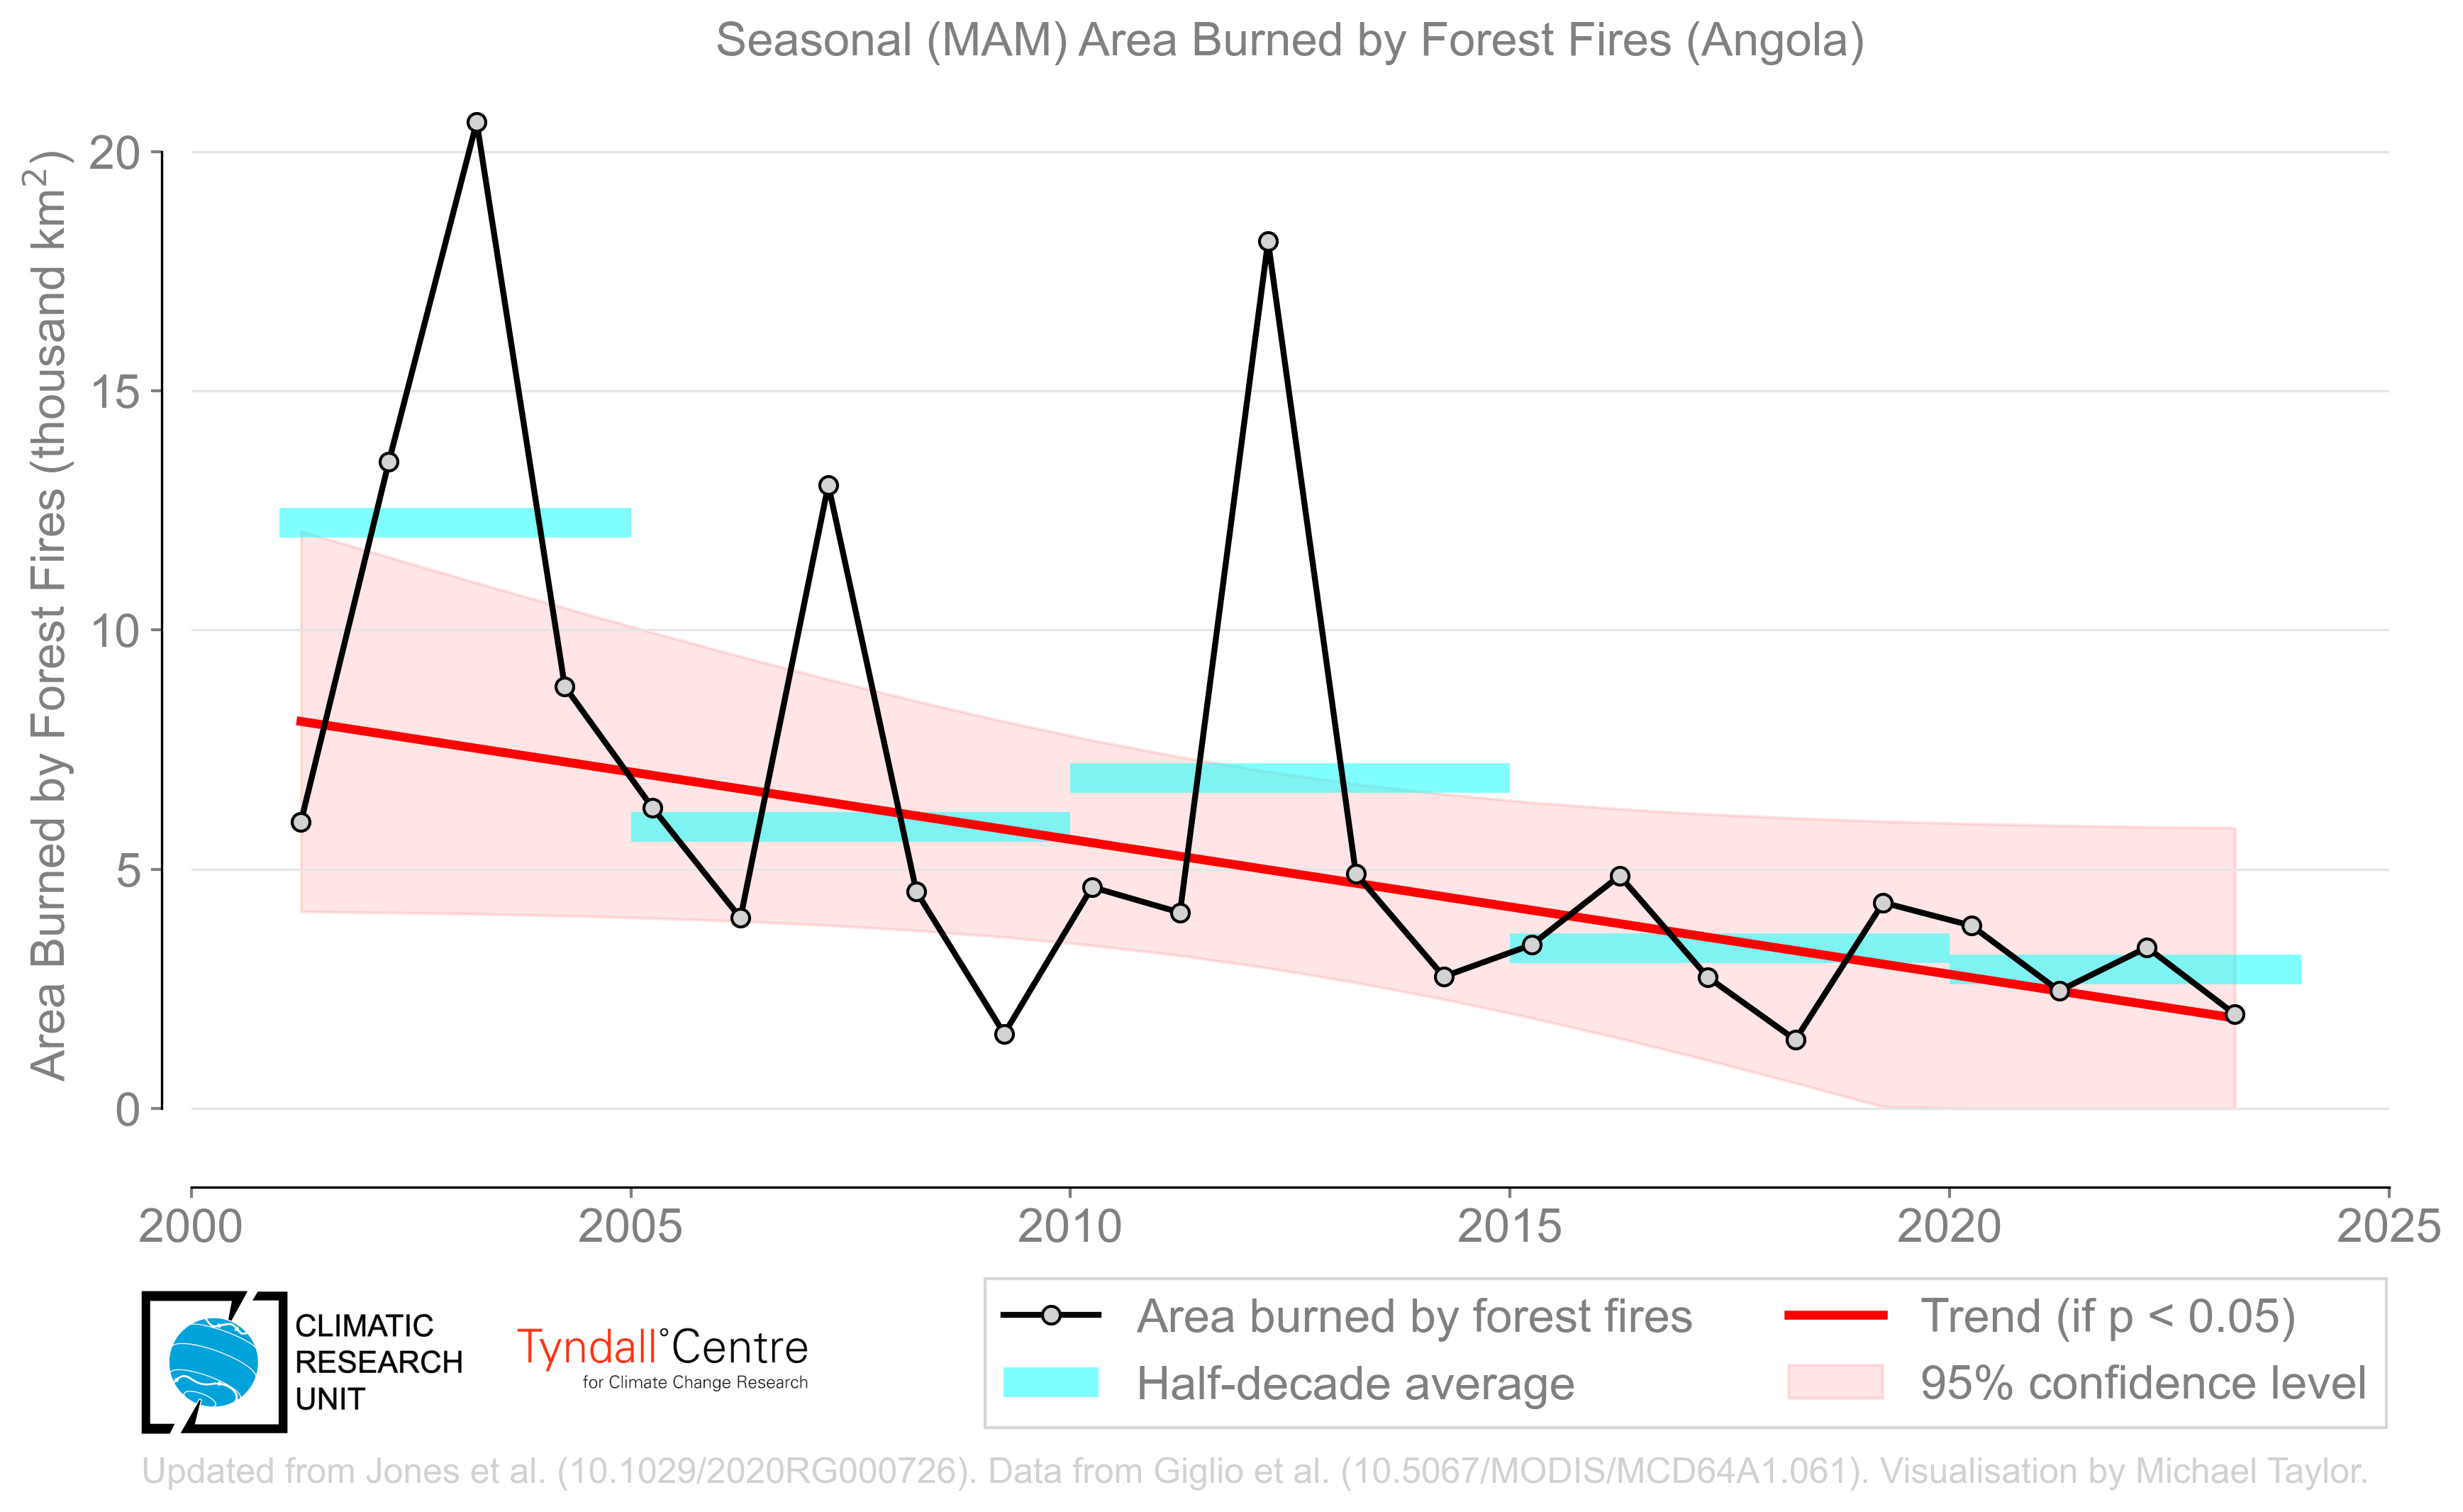 Seasonal (MAM) Area Burned by Forest Fires (Angola)
Area Burned by Forest Fires (thousand km²)
20
15
10
5
0
2000
2005
2010
2015
2020
2025
CLIMATIC
RESEARCH
UNIT
Tyndall°Centre
for Climate Change Research
Area burned by forest fires
Half-decade average
Trend (if p < 0.05)
95% confidence level
Updated from Jones et al. (10.1029/2020RG000726). Data from Giglio et al. (10.5067/MODIS/MCD64A1.061). Visualisation by Michael Taylor.